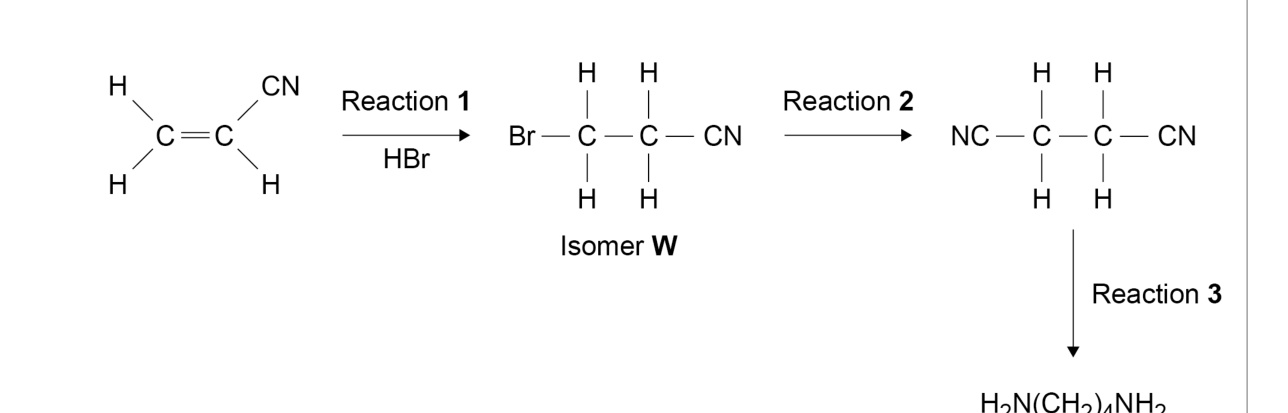 H CN H H H H
Reaction 1 Reaction 2
C=C Br—C—C—CN NC—C—C—CN
HBr
H H H H H H
Isomer W
Reaction 3
H₂N(CH₂)₄NH₂